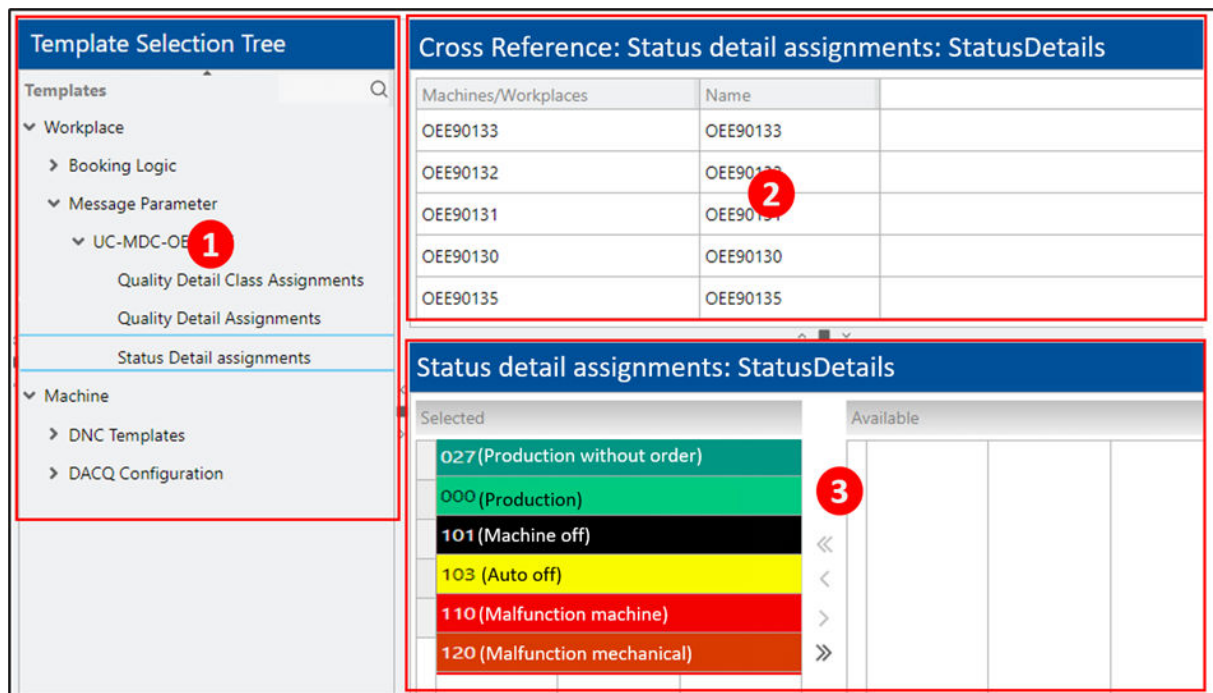 Template Selection Tree
Templates
Workplace
Booking Logic
Message Parameter
1
Quality Detail Class Assignments
Quality Detail Assignments
Status Detail assignments
Machine
DNC Templates
DACQ Configuration
Cross Reference: Status detail assignments: StatusDetails
Machines/Workplaces Name
OEE90133 OEE90133
OEE90132
2
OEE90131
OEE90130 OEE90130
OEE90135 OEE90135
Status detail assignments: StatusDetails
Selected Available
027 (Production without order)
000 (Production)
3
101 (Machine off)
103 (Auto off)
110 (Malfunction machine)
120 (Malfunction mechanical)